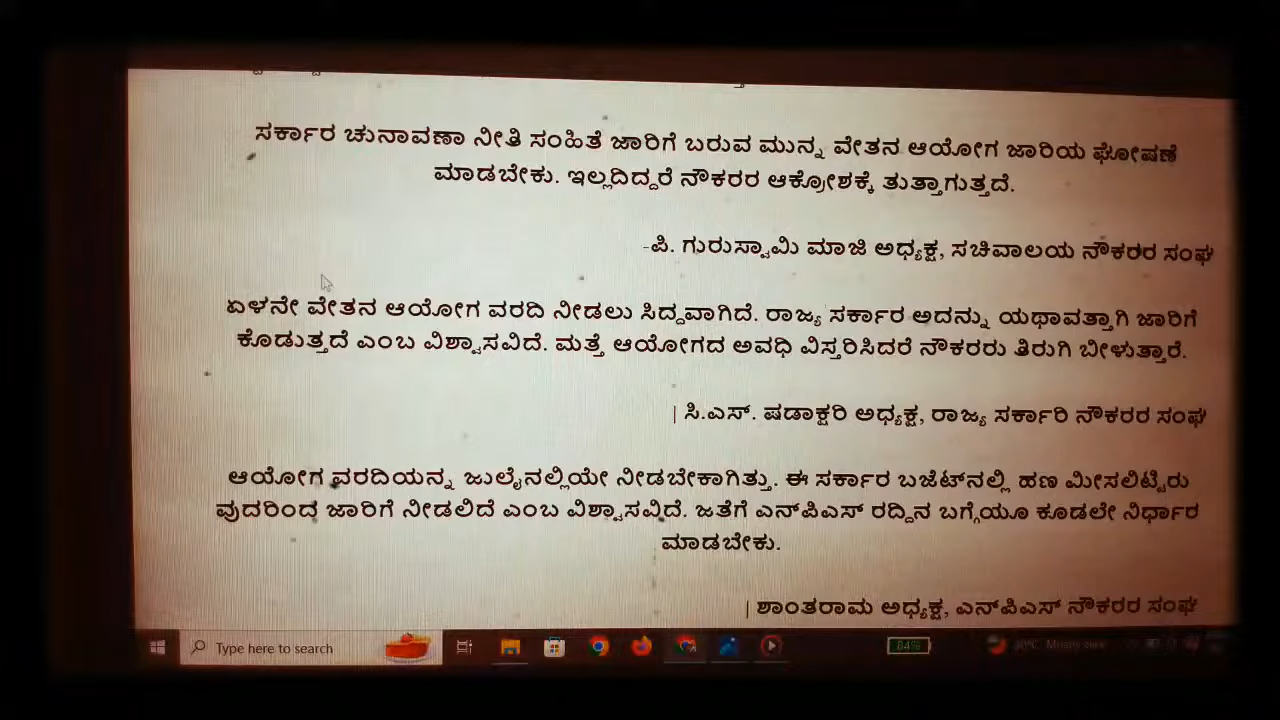 ಸರ್ಕಾರ ಚುನಾವಣಾ ನೀತಿ ಸಂಹಿತೆ ಜಾರಿಗೆ ಬರುವ ಮುನ್ನ ವೇತನ ಆಯೋಗ ಜಾರಿಯ ಘೋಷಣೆ
ಮಾಡಬೇಕು. ಇಲ್ಲದಿದ್ದರೆ ನೌಕರರ ಆಕ್ರೋಶಕ್ಕೆ ತುತ್ತಾಗುತ್ತದೆ.
-ಪಿ. ಗುರುಸ್ವಾಮಿ ಮಾಜಿ ಅಧ್ಯಕ್ಷ, ಸಚಿವಾಲಯ ನೌಕರರ ಸಂಘ
ಏಳನೇ ವೇತನ ಆಯೋಗ ವರದಿ ನೀಡಲು ಸಿದ್ದವಾಗಿದೆ. ರಾಜ್ಯ ಸರ್ಕಾರ ಅದನ್ನು ಯಥಾವತ್ತಾಗಿ ಜಾರಿಗೆ
ಕೊಡುತ್ತದೆ ಎಂಬ ವಿಶ್ವಾಸವಿದೆ. ಮತ್ತೆ ಆಯೋಗದ ಅವಧಿ ವಿಸ್ತರಿಸಿದರೆ ನೌಕರರು ತಿರುಗಿ ಬೀಳುತ್ತಾರೆ.
| ಸಿ.ಎಸ್. ಷಡಾಕ್ಷರಿ ಅಧ್ಯಕ್ಷ, ರಾಜ್ಯ ಸರ್ಕಾರಿ ನೌಕರರ ಸಂಘ
ಆಯೋಗ ವರದಿಯನ್ನ ಜುಲೈನಲ್ಲಿಯೇ ನೀಡಬೇಕಾಗಿತ್ತು. ಈ ಸರ್ಕಾರ ಬಜೆಟ್‌ನಲ್ಲಿ ಹಣ ಮೀಸಲಿಟ್ಟಿರು
ವುದರಿಂದ ಜಾರಿಗೆ ನೀಡಲಿದೆ ಎಂಬ ವಿಶ್ವಾಸವಿದೆ. ಜತೆಗೆ ಎನ್‌ಪಿಎಸ್ ರದ್ದಿನ ಬಗ್ಗೆಯೂ ಕೂಡಲೇ ನಿರ್ಧಾರ
ಮಾಡಬೇಕು.
| ಶಾಂತರಾಮ ಅಧ್ಯಕ್ಷ, ಎನ್‌ಪಿಎಸ್ ನೌಕರರ ಸಂಘ
Type here to search
84%